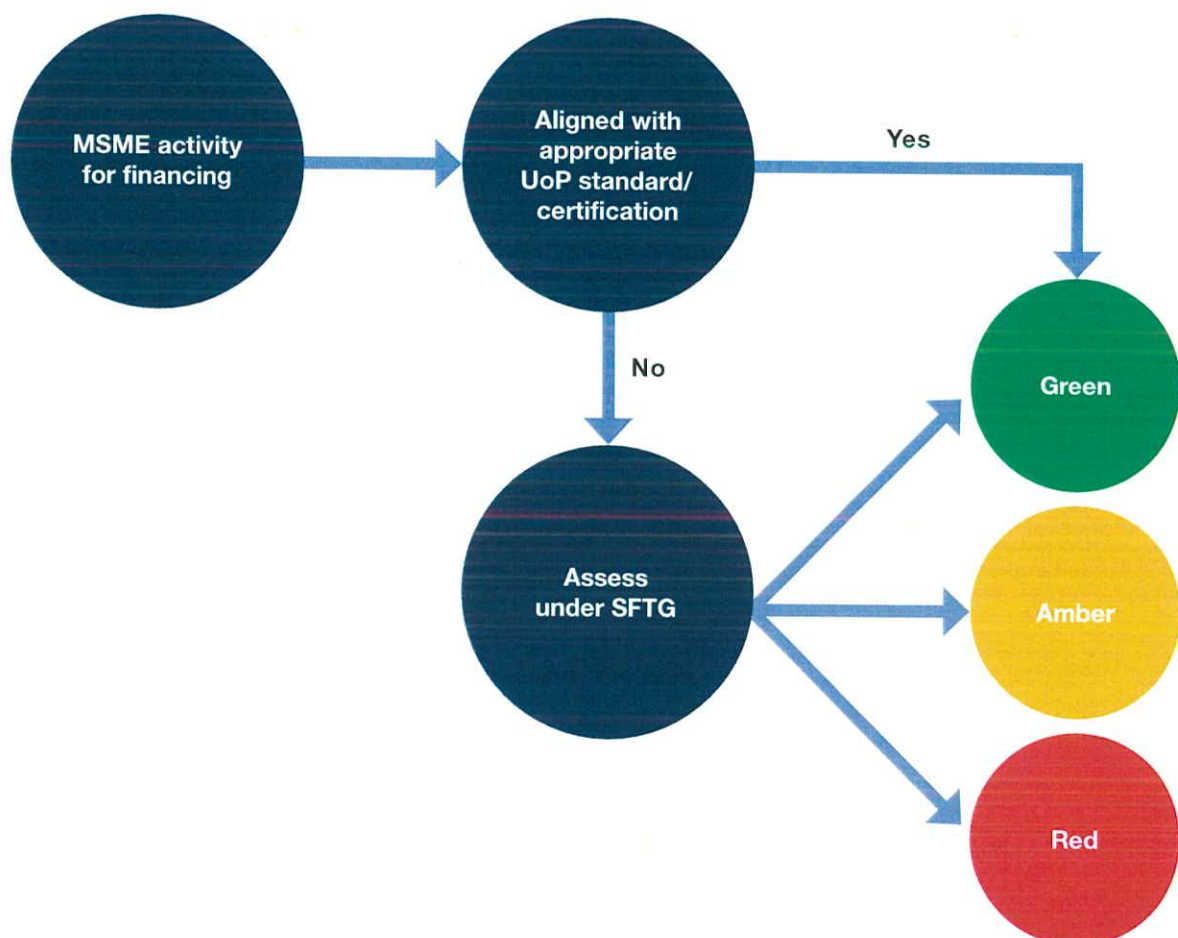 MSME activity
for financing
Aligned with
appropriate
UoP standard/
certification
Yes
No
Green
Assess
under SFTG
Amber
Red